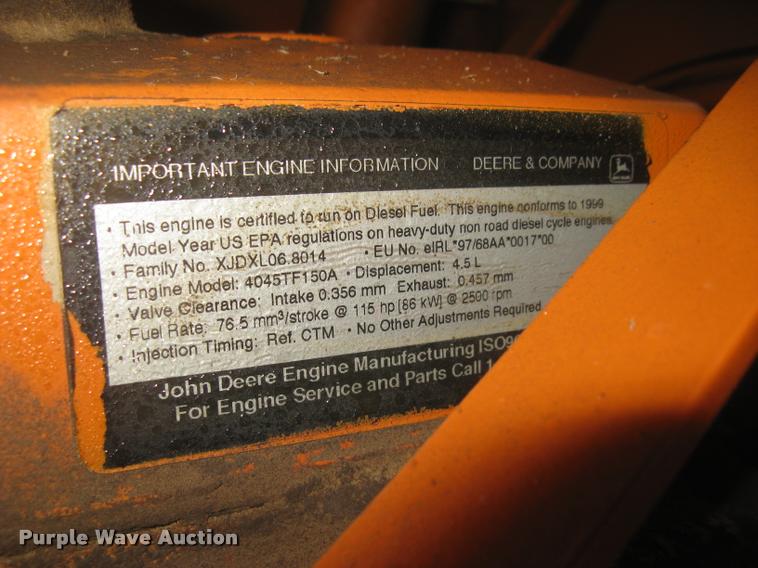 IMPORTANT ENGINE INFORMATION DEERE & COMPANY
• This engine is certified to run on Diesel Fuel. This engine conforms to 1999
Model Year US EPA regulations on heavy-duty non road diesel cycle engines.
• Family No. XJDXL06.8014 • EU No. eIRL*97/68AA*0017*00
• Engine Model: 4045TF150A • Displacement: 4.5 L
• Valve Clearance: Intake 0.356 mm Exhaust: 0.457 mm
• Fuel Rate: 76.5 mm³/stroke @ 115 hp [86 kW] @ 2500 rpm
• Injection Timing: Ref. CTM • No Other Adjustments Required
John Deere Engine Manufacturing ISO9
For Engine Service and Parts Call 1
Purple Wave Auction